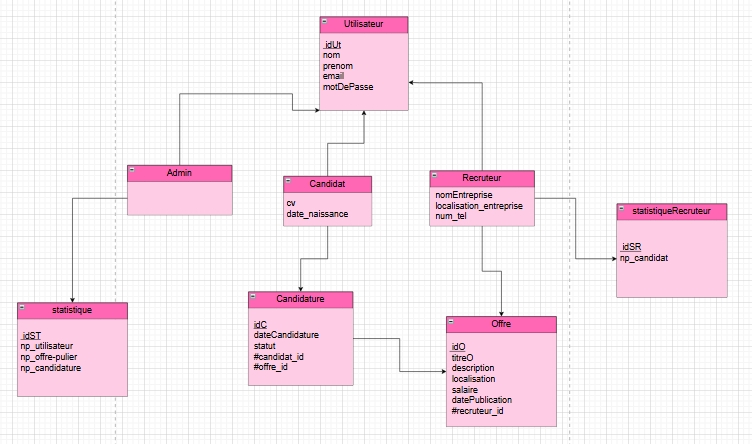 Utilisateur
idUt
nom
prenom
email
motDePasse
Admin
Candidat
cv
date_naissance
Recruteur
nomEntreprise
localisation_entreprise
num_tel
statistiqueRecruteur
idSR
np_candidat
statistique
idST
np_utilisateur
np_offre-pulier
np_candidature
Candidature
idC
dateCandidature
statut
#candidat_id
#offre_id
Offre
idO
titreO
description
localisation
salaire
datePublication
#recruteur_id